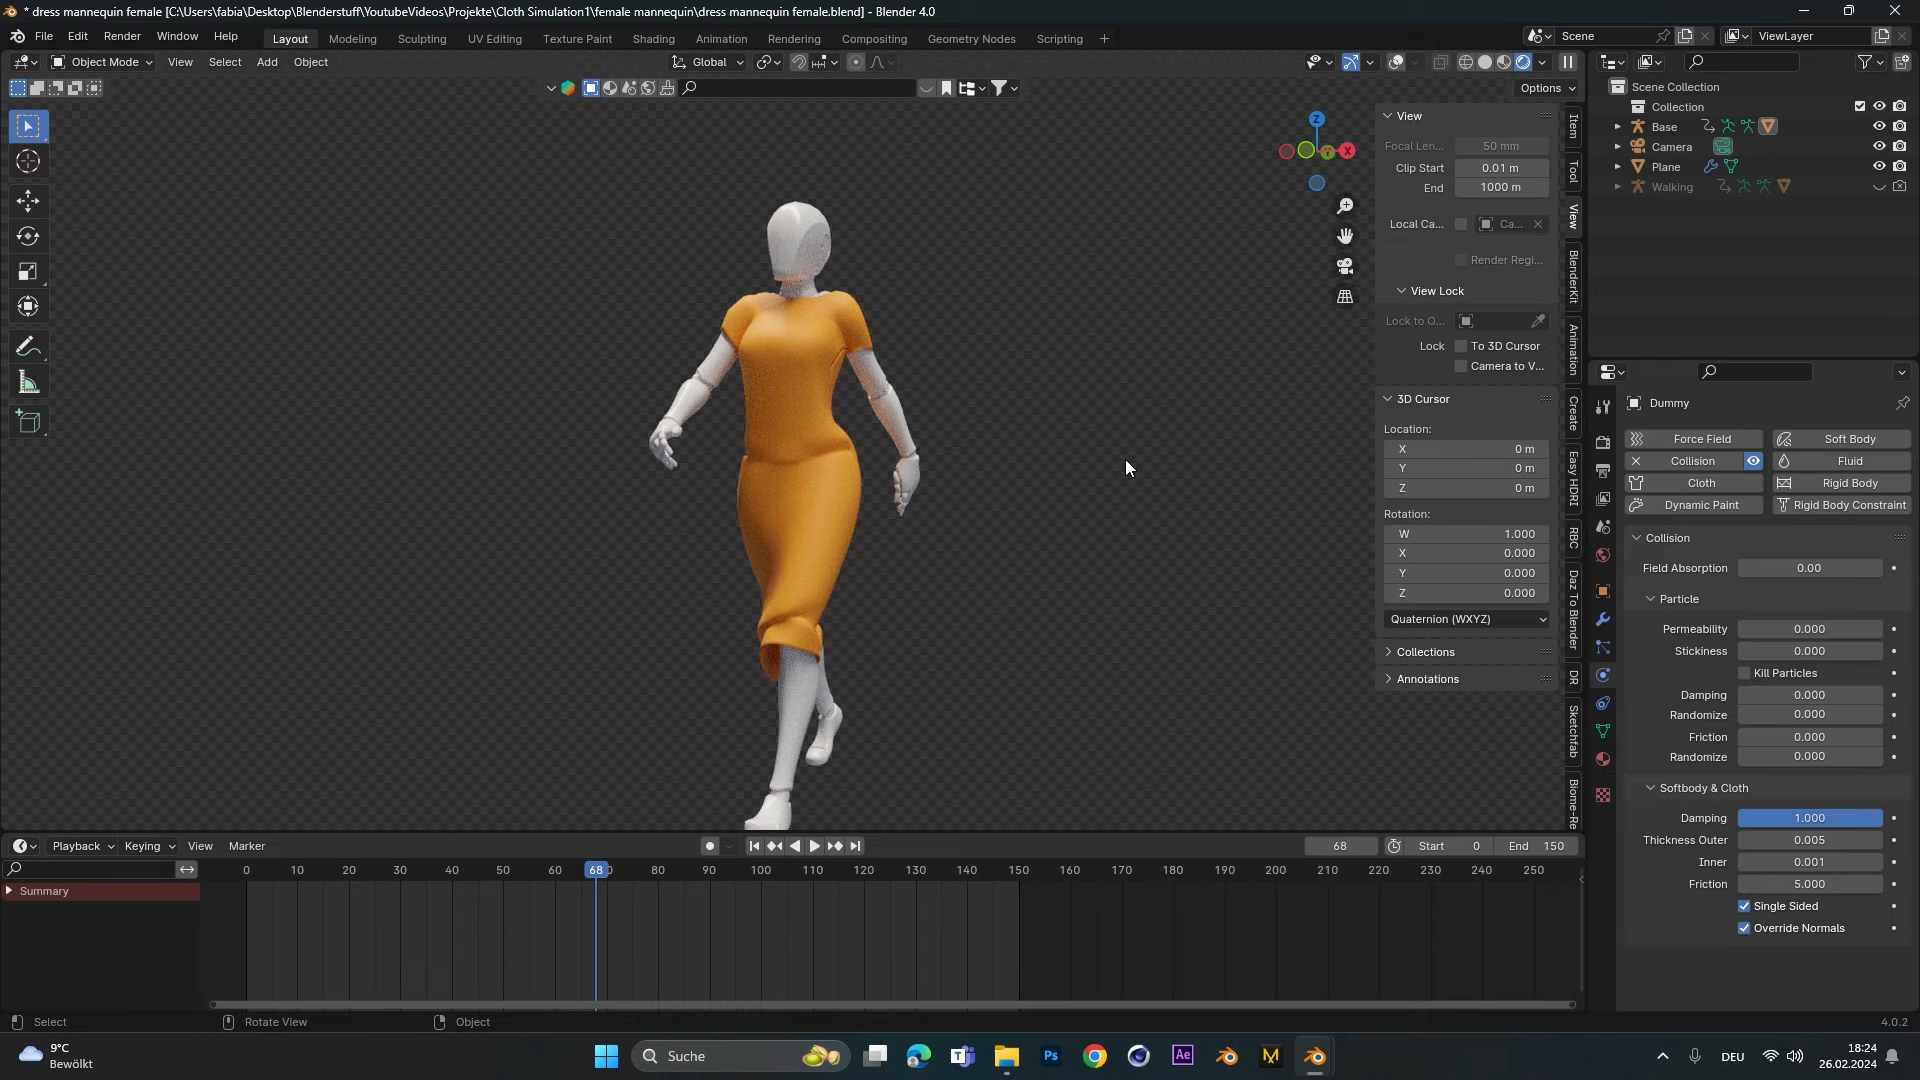 * dress mannequin female [C:\Users\fabia\Desktop\Blenderstuff\YoutubeVideos\Projekte\Cloth Simulation1\female mannequin\dress mannequin female.blend] - Blender 4.0
File Edit Render Window Help Layout Modeling Sculpting UV Editing Texture Paint Shading Animation Rendering Compositing Geometry Nodes Scripting + Scene ViewLayer
Object Mode View Select Add Object Global
Options
Scene Collection
Collection
Base
Camera
Plane
Walking
Z
X
View
Focal Len... 50 mm
Clip Start 0.01 m
End 1000 m
Local Ca... Ca...
Render Regi...
View Lock
Lock to O...
Lock To 3D Cursor
Camera to V...
3D Cursor
Location:
X 0 m
Y 0 m
Z 0 m
Rotation:
W 1.000
X 0.000
Y 0.000
Z 0.000
Quaternion (WXYZ)
Collections
Annotations
Item
Tool
View
BlenderKit
Animation
Create
Easy HDRI
RBC
Daz To Blender
DR
Sketchfab
Biome-Re
Dummy
Force Field Soft Body
Collision Fluid
Cloth Rigid Body
Dynamic Paint Rigid Body Constraint
Collision
Field Absorption 0.00
Particle
Permeability 0.000
Stickiness 0.000
Kill Particles
Damping 0.000
Randomize 0.000
Friction 0.000
Randomize 0.000
Softbody & Cloth
Damping 1.000
Thickness Outer 0.005
Inner 0.001
Friction 5.000
Single Sided
Override Normals
Playback Keying View Marker 68 Start 0 End 150
0 10 20 30 40 50 60 68 80 90 100 110 120 130 140 150 160 170 180 190 200 210 220 230 240 250
Summary
Select Rotate View Object 4.0.2
9°C
Bewölkt
Suche
Ps
Ae
M
DEU
18:24
26.02.2024